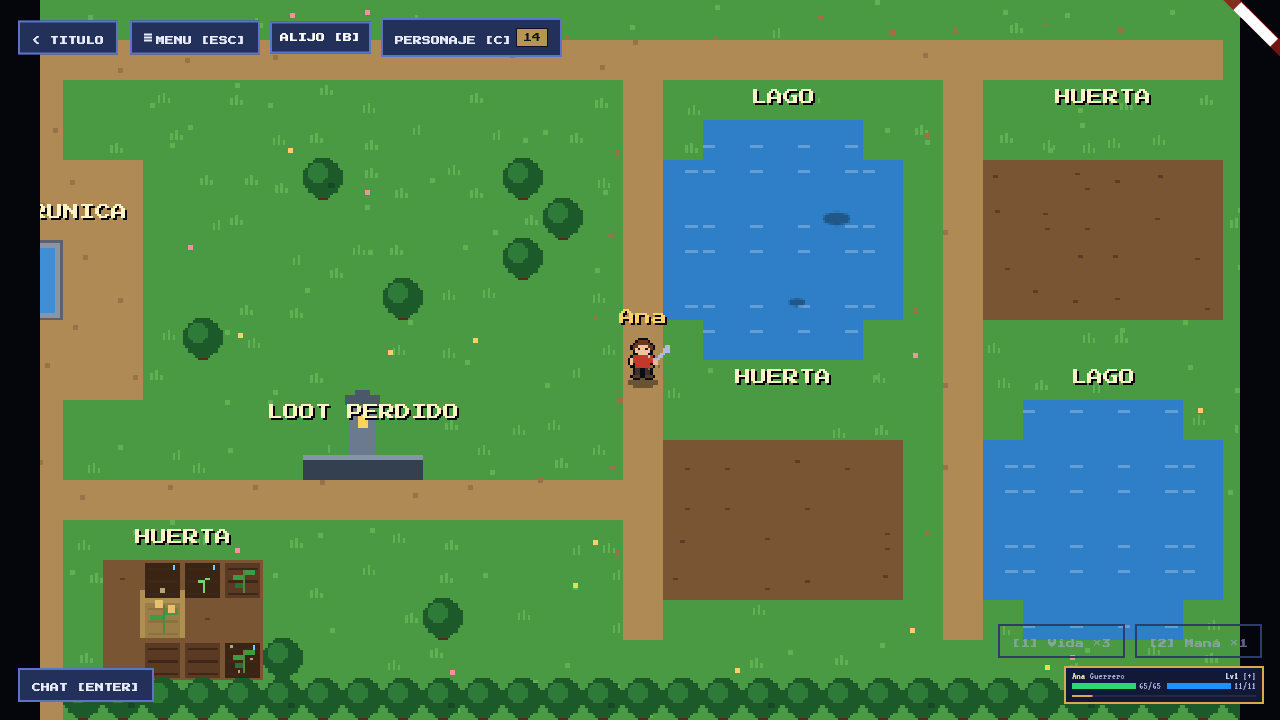 < TITULO
≡MENU [ESC]
ALIJO [B]
PERSONAJE [C] 14
LAGO
HUERTA
RUNICA
Ana
LOOT PERDIDO
HUERTA
LAGO
HUERTA
[1] Vida ×3
[2] Maná ×1
CHAT [ENTER]
Ana Guerrero
Lv1 [+]
65/65
11/11